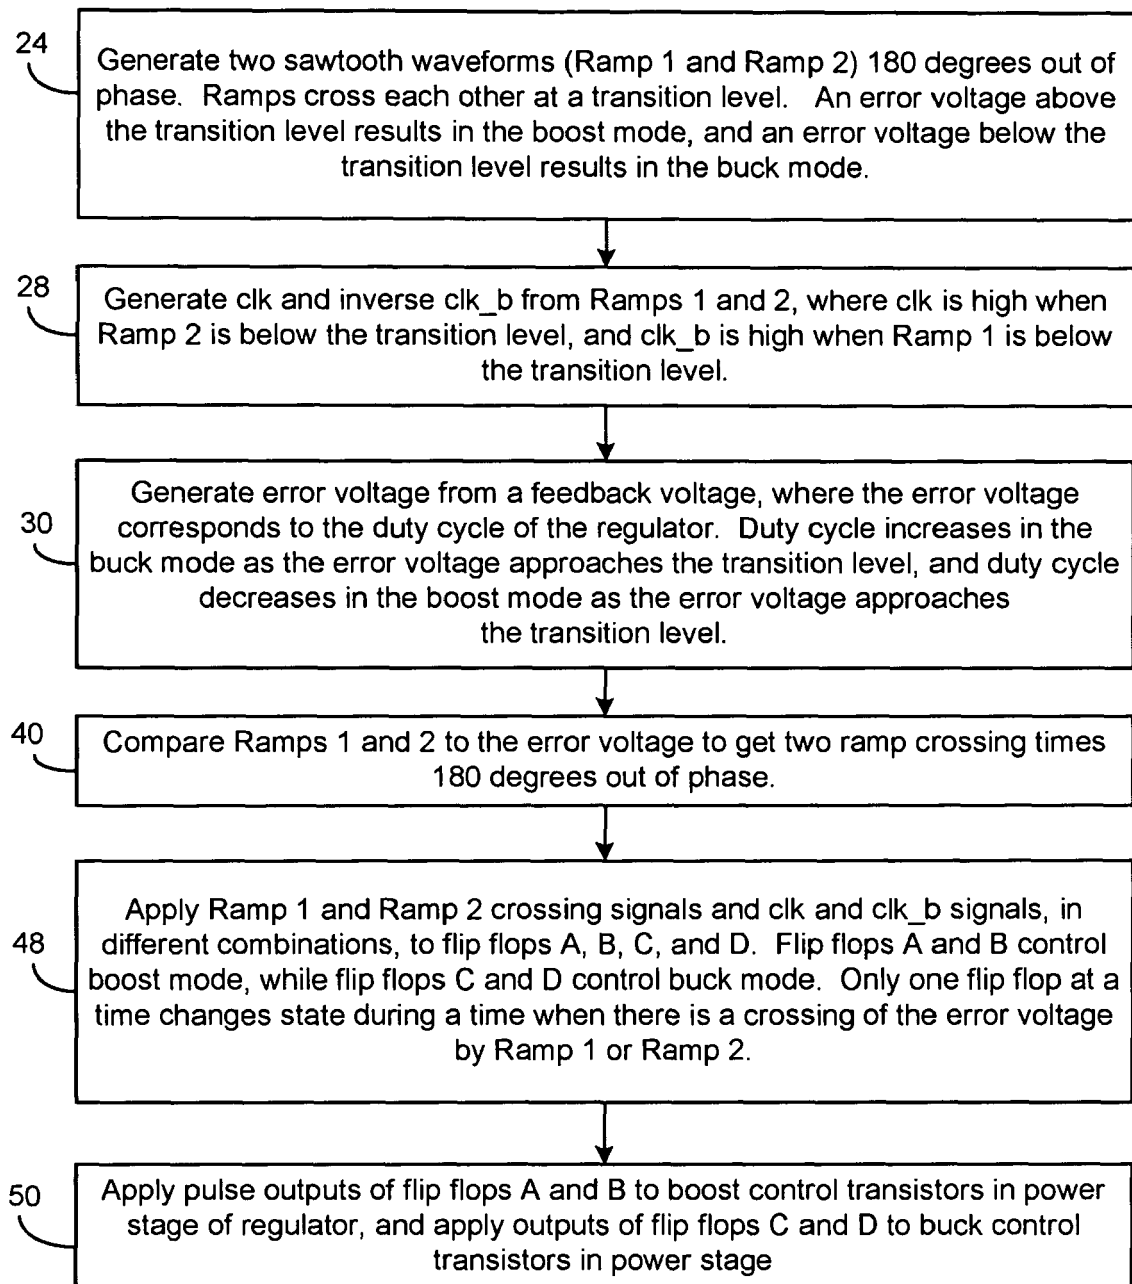 24
Generate two sawtooth waveforms (Ramp 1 and Ramp 2) 180 degrees out of
phase. Ramps cross each other at a transition level. An error voltage above
the transition level results in the boost mode, and an error voltage below the
transition level results in the buck mode.
28
Generate clk and inverse clk_b from Ramps 1 and 2, where clk is high when
Ramp 2 is below the transition level, and clk_b is high when Ramp 1 is below
the transition level.
30
Generate error voltage from a feedback voltage, where the error voltage
corresponds to the duty cycle of the regulator. Duty cycle increases in the
buck mode as the error voltage approaches the transition level, and duty cycle
decreases in the boost mode as the error voltage approaches
the transition level.
40
Compare Ramps 1 and 2 to the error voltage to get two ramp crossing times
180 degrees out of phase.
48
Apply Ramp 1 and Ramp 2 crossing signals and clk and clk_b signals, in
different combinations, to flip flops A, B, C, and D. Flip flops A and B control
boost mode, while flip flops C and D control buck mode. Only one flip flop at a
time changes state during a time when there is a crossing of the error voltage
by Ramp 1 or Ramp 2.
50
Apply pulse outputs of flip flops A and B to boost control transistors in power
stage of regulator, and apply outputs of flip flops C and D to buck control
transistors in power stage